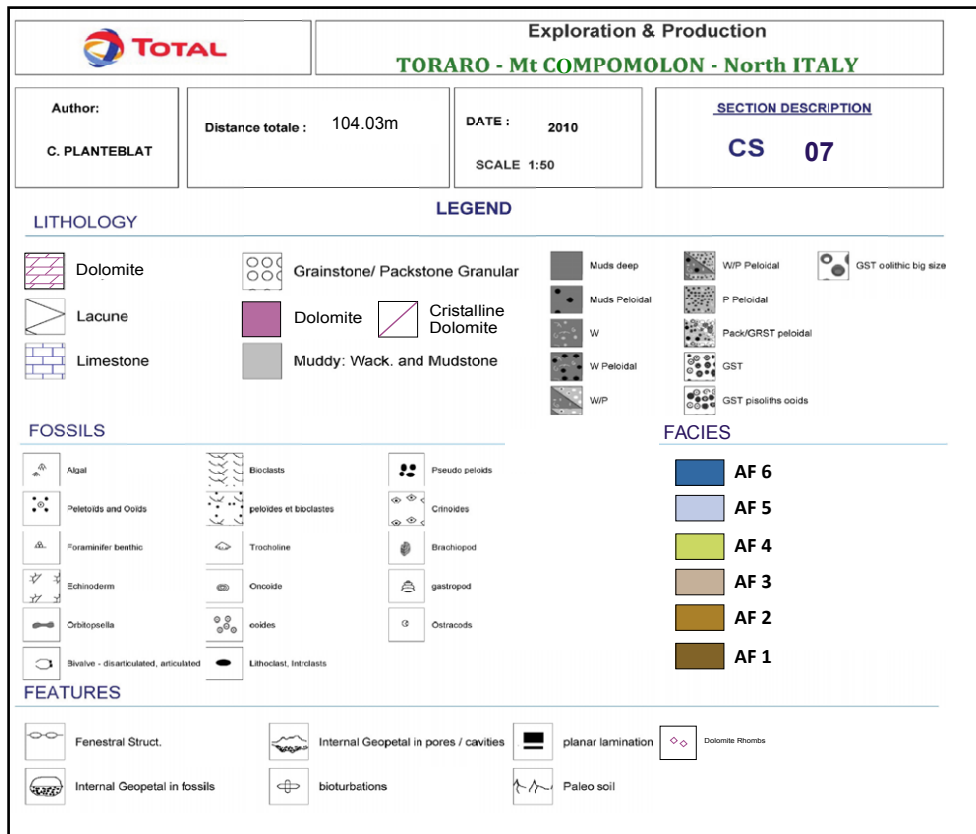 TOTAL
Exploration & Production
TORARO - Mt COMPOMOLON - North ITALY
Author:
C. PLANTEBLAT
Distance totale : 104.03m
DATE : 2010
SCALE 1:50
SECTION DESCRIPTION
CS 07
LEGEND
LITHOLOGY
Dolomite
Lacune
Limestone
Grainstone/ Packstone Granular
Dolomite
Cristalline
Dolomite
Muddy: Wack. and Mudstone
Muds deep
Muds Peloidal
W
W Peloidal
W/P
W/P Peloidal
P Peloidal
Pack/GRST peloidal
GST
GST pisoliths ooids
GST oolithic big size
FOSSILS
Algal
Peletoïds and Ooïds
Foraminifer benthic
Echinoderm
Orbitopsella
Bivalve - disarticulated, articulated
Bioclasts
peloïdes et bioclastes
Trocholine
Oncoide
ooides
Lithoclast, Intrclasts
Pseudo peloids
Crinoides
Brachiopod
gastropod
Ostracods
FACIES
AF 6
AF 5
AF 4
AF 3
AF 2
AF 1
FEATURES
Fenestral Struct.
Internal Geopetal in fossils
Internal Geopetal in pores / cavities
bioturbations
planar lamination
Paleo soil
Dolomite Rhombs